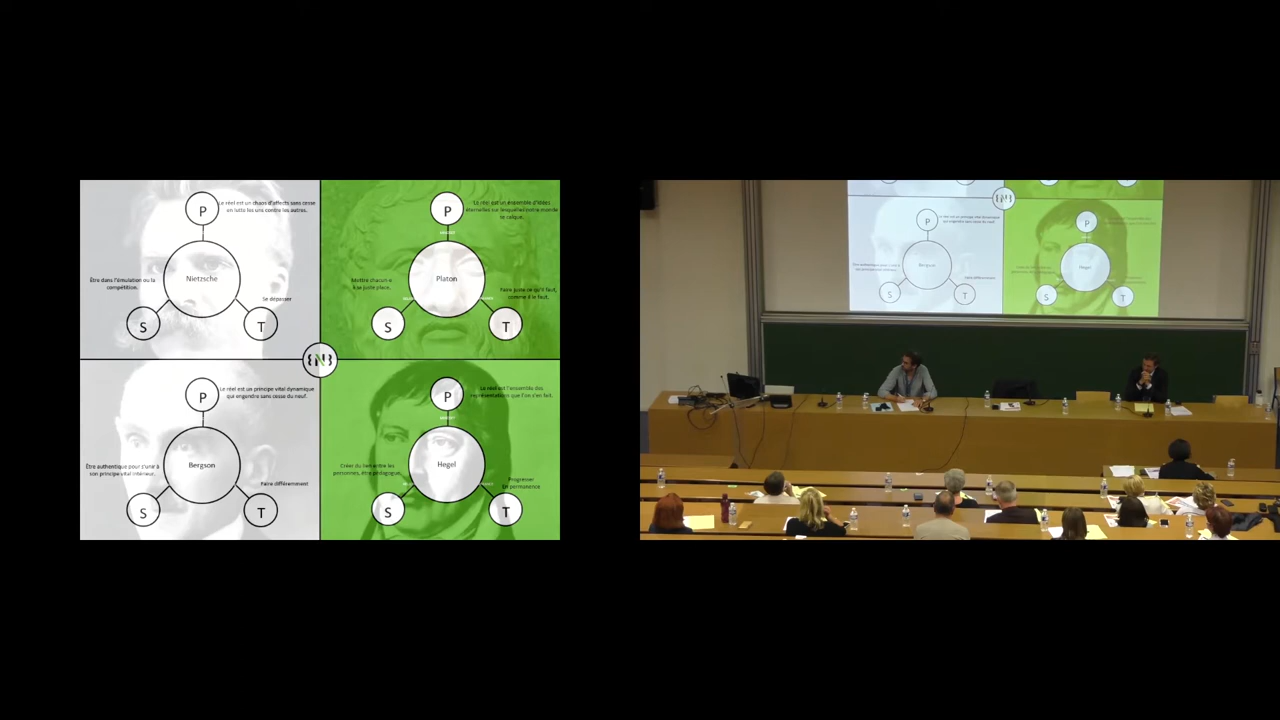 P
Le réel est un chaos d'affects sans cesse
en lutte les uns contre les autres.
Nietzsche
Être dans l'émulation ou la
compétition.
Se dépasser
S
T
P
Le réel est un ensemble d'idées
éternelles sur lesquelles notre monde
se calque.
Platon
Mettre chacun à
à sa juste place.
Faire juste ce qu'il faut,
comme il le faut.
S
T
{N}
P
Le réel est un principe vital dynamique
qui engendre sans cesse du neuf.
Bergson
Être authentique pour s'unir à
son principe vital intérieur.
Faire différemment
S
T
P
Le réel est l'ensemble des
représentations que l'on s'en fait.
Hegel
Créer du lien entre les
personnes, être pédagogue.
Progresser
En permanence
S
T
{N}
P
Bergson
Faire différemment
S
T
P
Hegel
S
T